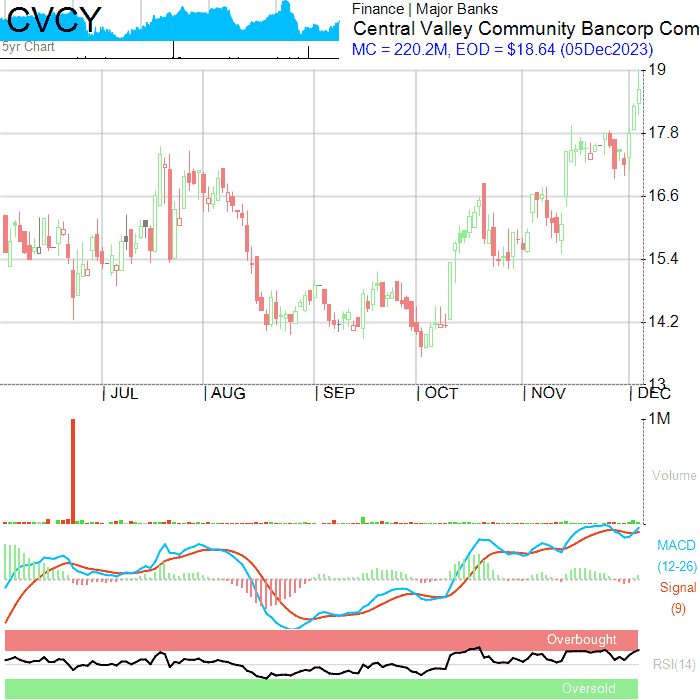 CVCY
5yr Chart
Finance | Major Banks
Central Valley Community Bancorp Com
MC = 220.2M, EOD = $18.64 (05Dec2023)
19
17.8
16.6
15.4
14.2
13
| JUL | AUG | SEP | OCT | NOV | DEC
1M
Volume
MACD
(12-26)
Signal
(9)
Overbought
RSI(14)
Oversold